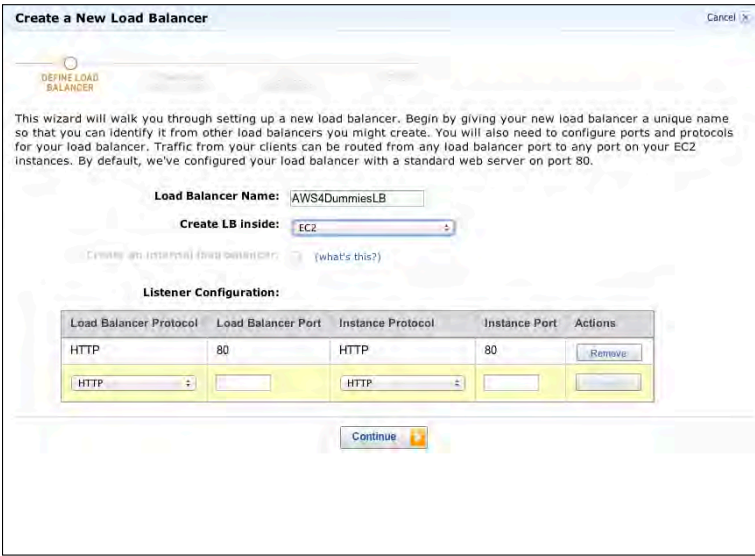 Create a New Load Balancer
Cancel x
DEFINE LOAD
BALANCER
This wizard will walk you through setting up a new load balancer. Begin by giving your new load balancer a unique name
so that you can identify it from other load balancers you might create. You will also need to configure ports and protocols
for your load balancer. Traffic from your clients can be routed from any load balancer port to any port on your EC2
instances. By default, we've configured your load balancer with a standard web server on port 80.
Load Balancer Name: AWS4DummiesLB
Create LB inside: EC2
Create an internal load balancer: (what's this?)
Listener Configuration:
Load Balancer Protocol Load Balancer Port Instance Protocol Instance Port Actions
HTTP 80 HTTP 80 Remove
HTTP HTTP
Continue